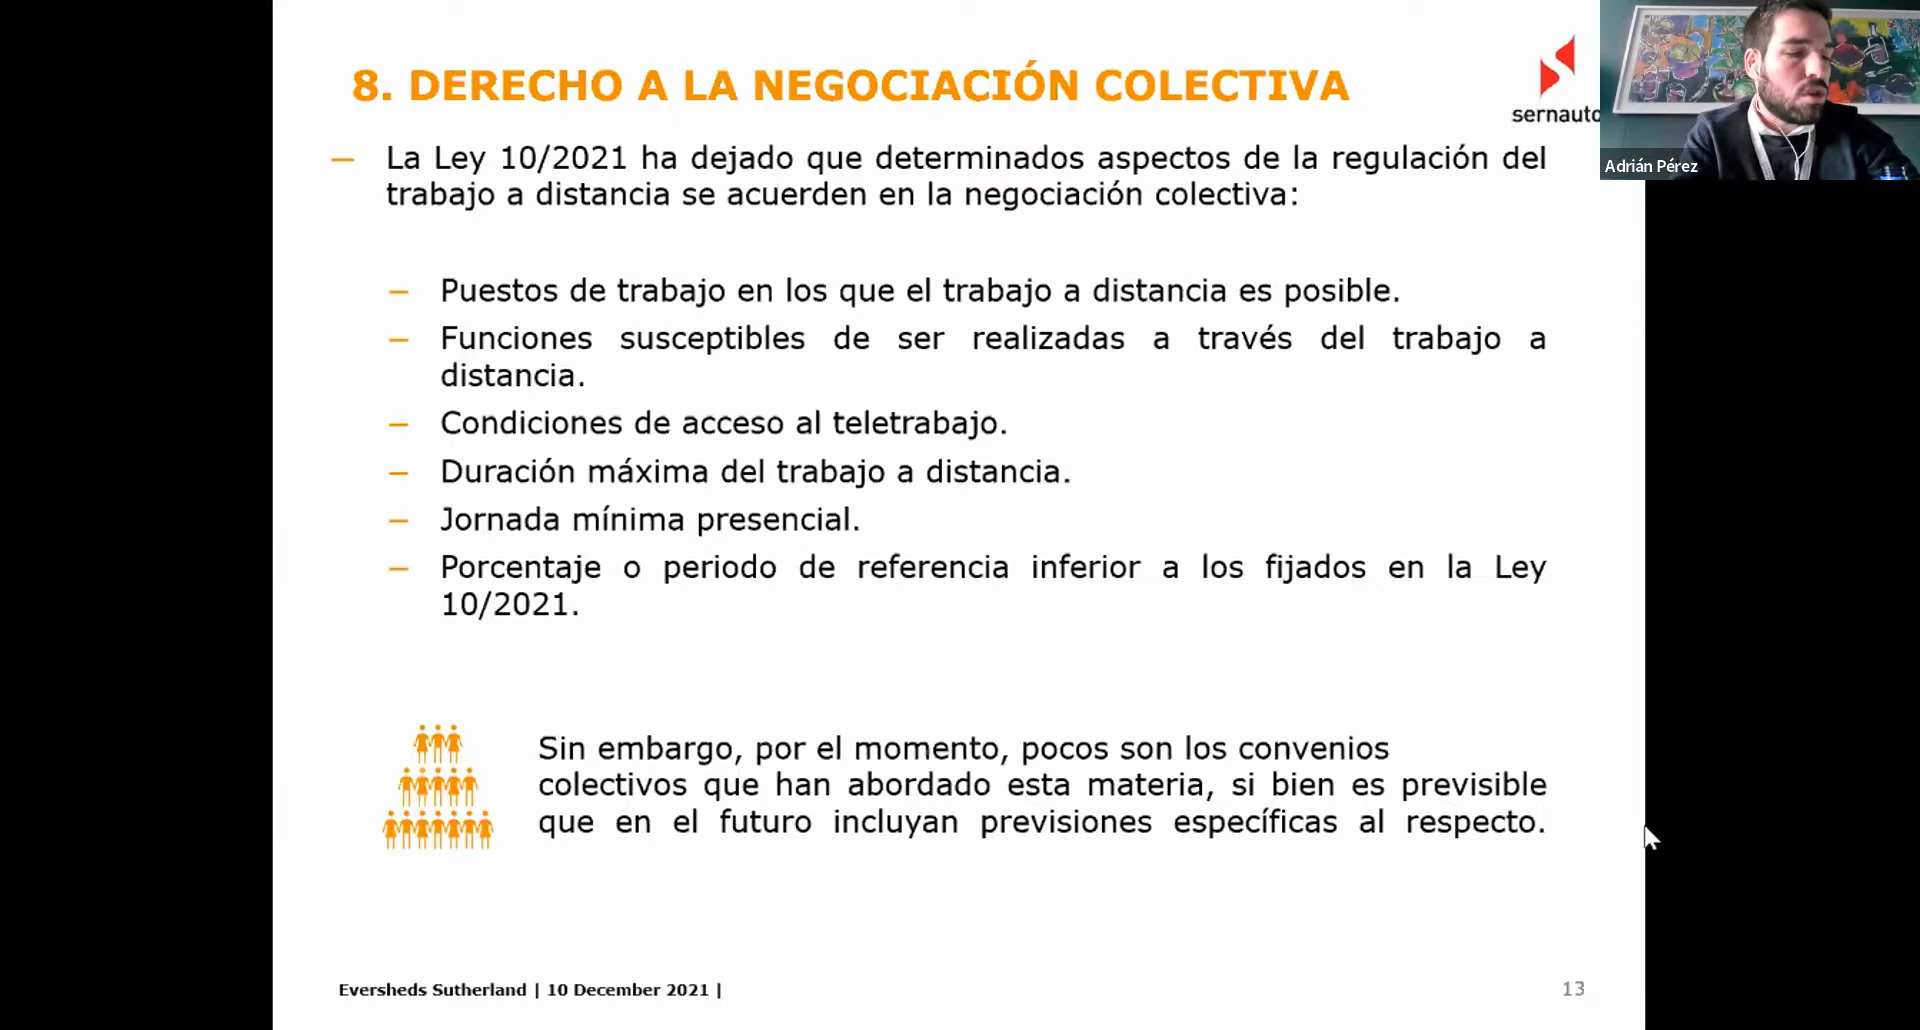 8. DERECHO A LA NEGOCIACIÓN COLECTIVA
sernauto
Adrián Pérez
– La Ley 10/2021 ha dejado que determinados aspectos de la regulación del
trabajo a distancia se acuerden en la negociación colectiva:
– Puestos de trabajo en los que el trabajo a distancia es posible.
– Funciones susceptibles de ser realizadas a través del trabajo a
distancia.
– Condiciones de acceso al teletrabajo.
– Duración máxima del trabajo a distancia.
– Jornada mínima presencial.
– Porcentaje o periodo de referencia inferior a los fijados en la Ley
10/2021.
Sin embargo, por el momento, pocos son los convenios
colectivos que han abordado esta materia, si bien es previsible
que en el futuro incluyan previsiones específicas al respecto.
Eversheds Sutherland | 10 December 2021 |
13